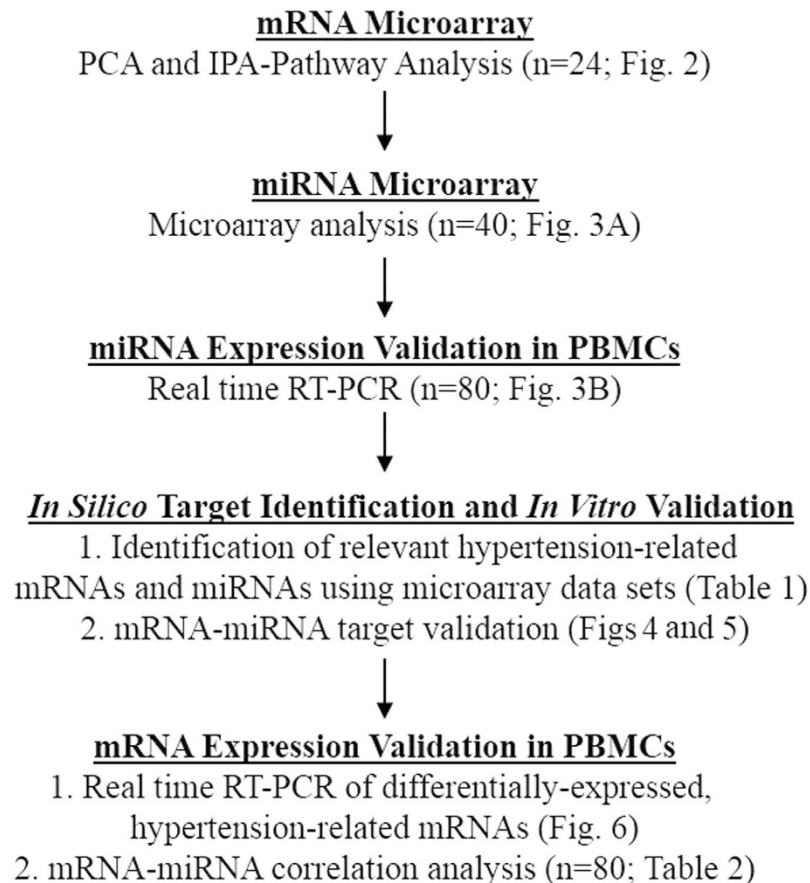 mRNA Microarray
PCA and IPA-Pathway Analysis (n=24; Fig. 2)
miRNA Microarray
Microarray analysis (n=40; Fig. 3A)
miRNA Expression Validation in PBMCs
Real time RT-PCR (n=80; Fig. 3B)
In Silico Target Identification and In Vitro Validation
1. Identification of relevant hypertension-related
mRNAs and miRNAs using microarray data sets (Table 1)
2. mRNA-miRNA target validation (Figs 4 and 5)
mRNA Expression Validation in PBMCs
1. Real time RT-PCR of differentially-expressed,
hypertension-related mRNAs (Fig. 6)
2. mRNA-miRNA correlation analysis (n=80; Table 2)